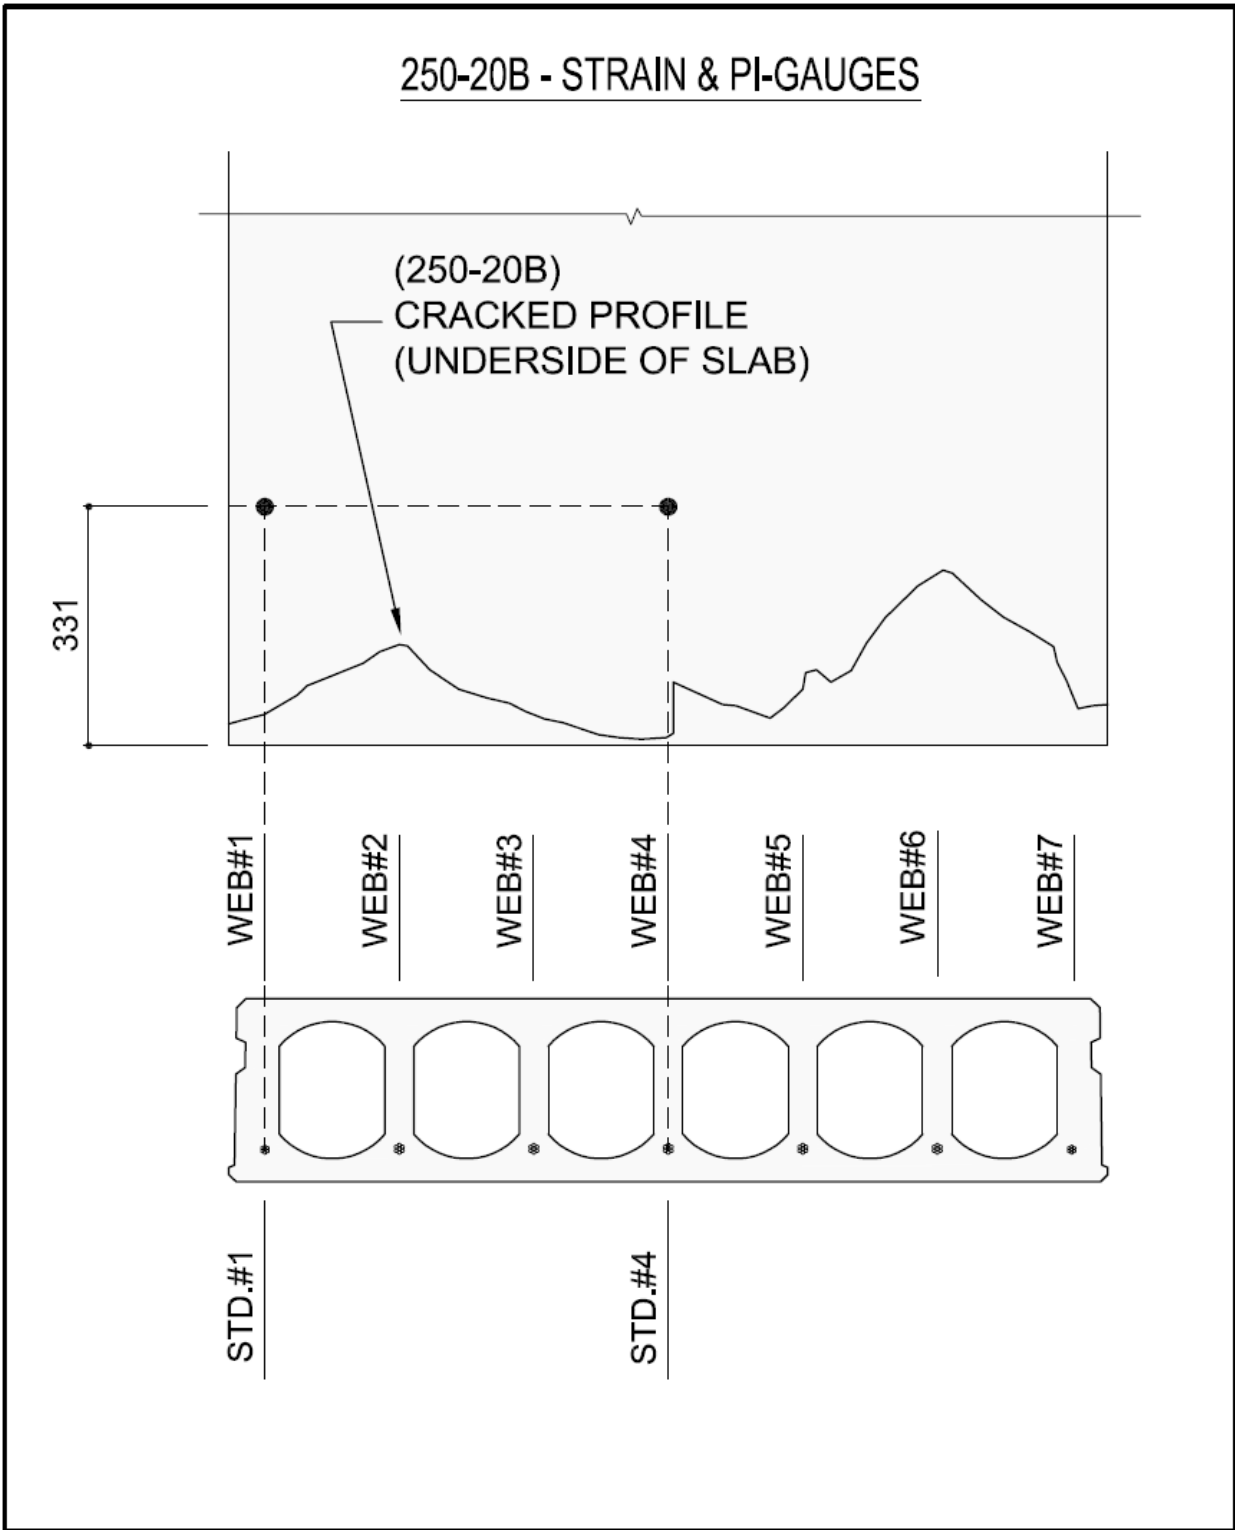 250-20B - STRAIN & PI-GAUGES
(250-20B)
CRACKED PROFILE
(UNDERSIDE OF SLAB)
331
WEB#1
WEB#2
WEB#3
WEB#4
WEB#5
WEB#6
WEB#7
STD.#1
STD.#4